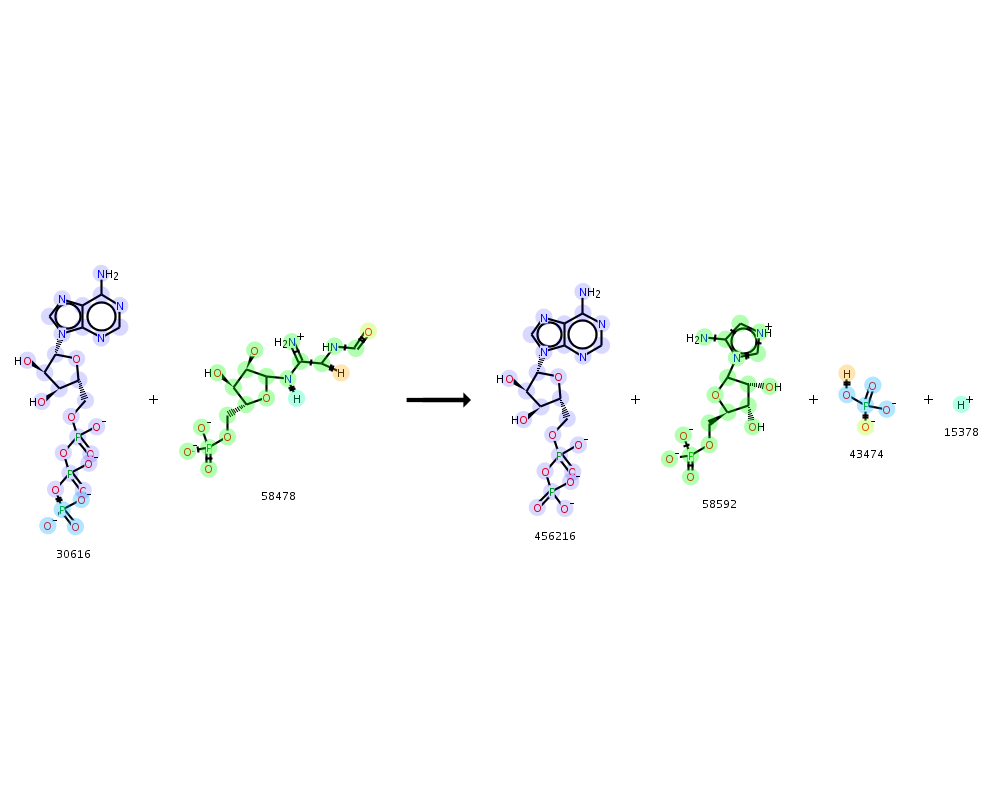 30616
+
58478
456216
+
58592
+
43474
+
15378
NH2
N
N
N
N
HO
O
HO
O
P
O-
O
O
O-
P
O
O
O-
P
O-
O
H2N+
HN
O
O
HO
N
H
H
O
O-
O
O-
P
O
NH2
N
N
N
N
HO
O
HO
O
O-
P
O
O
O-
P
O
O-
H2N
NH+
N
O
OH
OH
O-
O
O-
P
O
H
O
O
P
O-
O-
H+